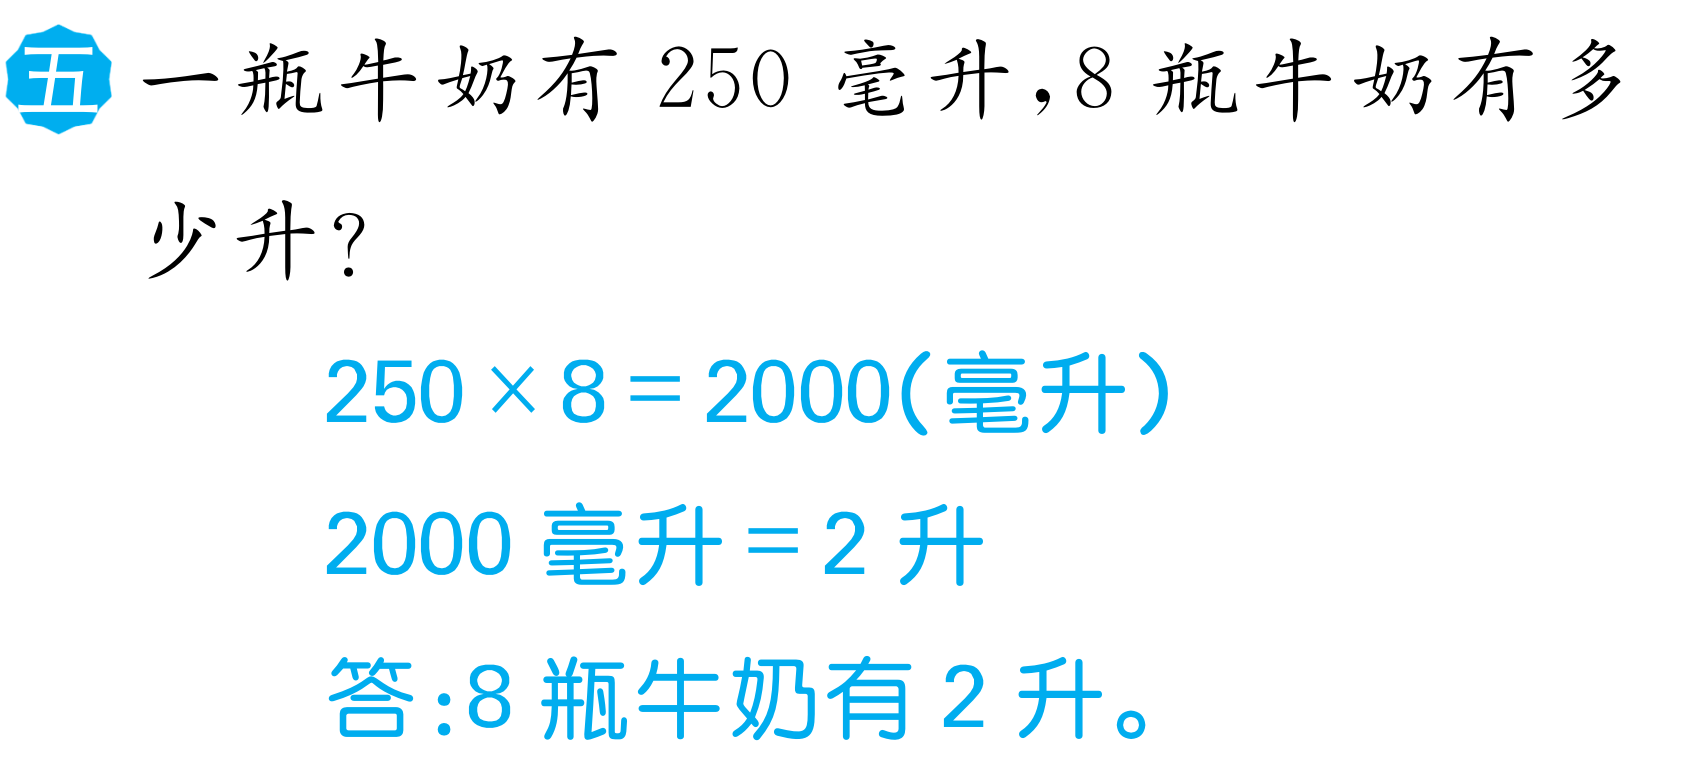 五 一瓶牛奶有 250 毫升,8 瓶牛奶有多
少升?
250×8=2000(毫升)
2000 毫升=2 升
答:8 瓶牛奶有 2 升。